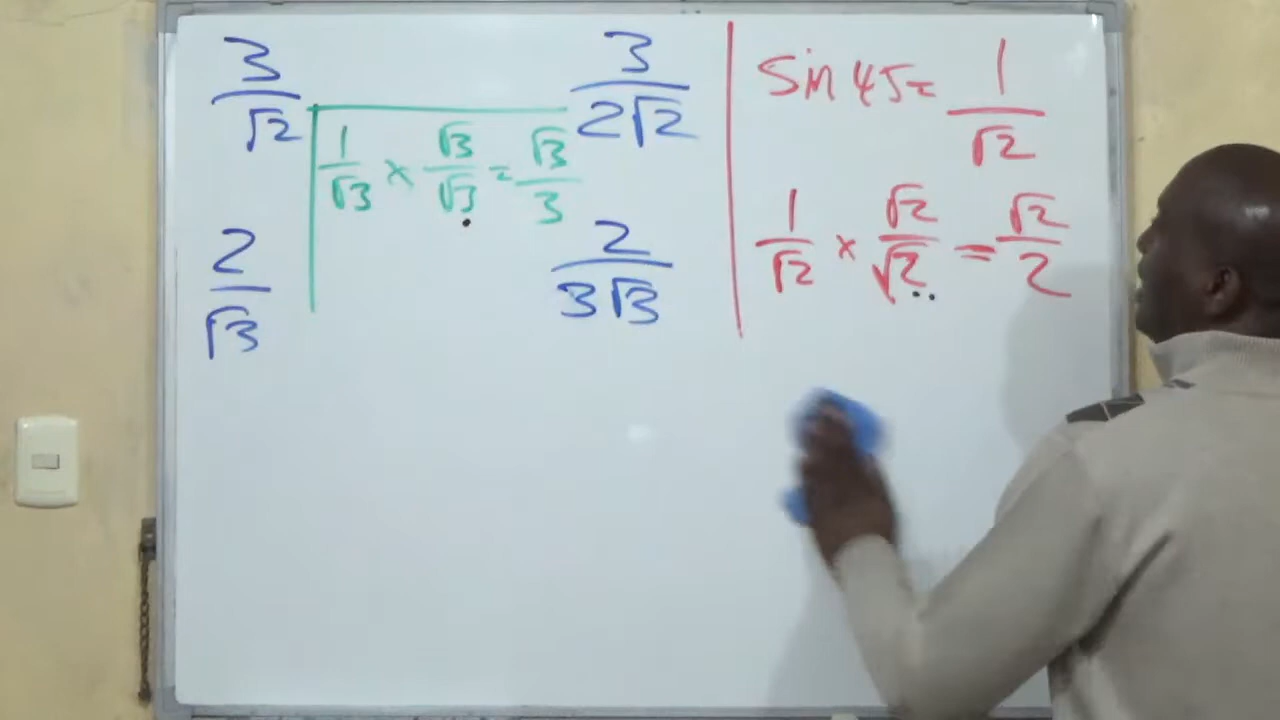 3/√2
1/√3 × √3/√3 = √3/3
3/2√2
2/√3
2/3√3
Sin 45 = 1/√2
1/√2 × √2/√2 = √2/2